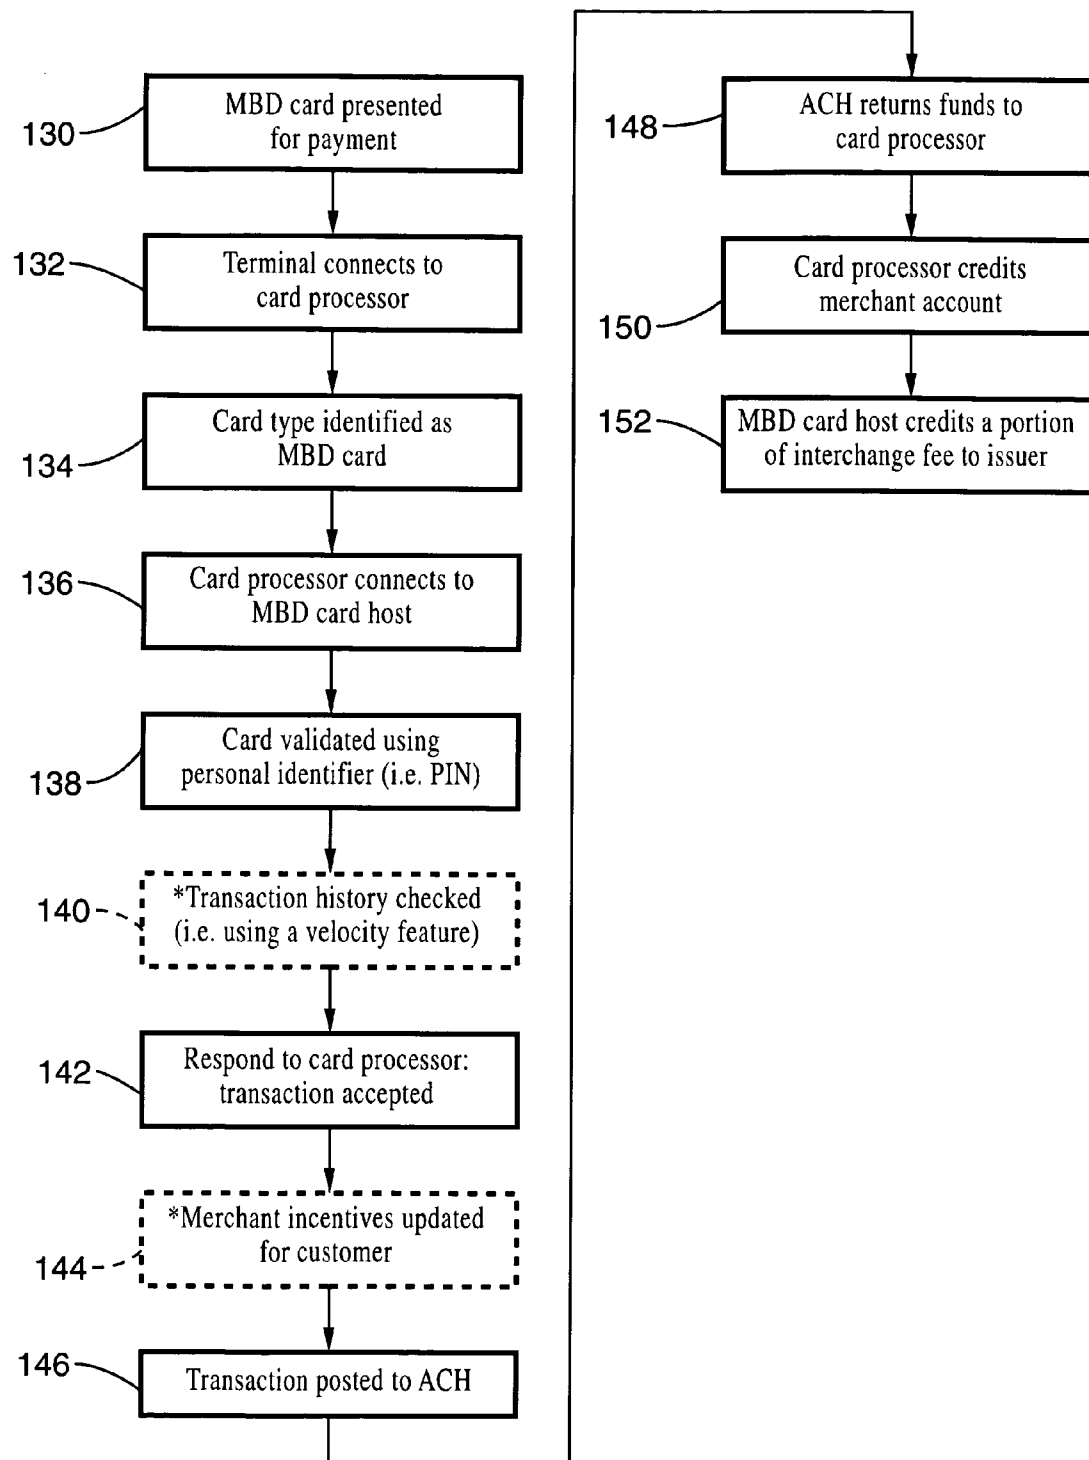 130
MBD card presented
for payment
132
Terminal connects to
card processor
134
Card type identified as
MBD card
136
Card processor connects to
MBD card host
138
Card validated using
personal identifier (i.e. PIN)
140
*Transaction history checked
(i.e. using a velocity feature)
142
Respond to card processor:
transaction accepted
144
*Merchant incentives updated
for customer
146
Transaction posted to ACH
148
ACH returns funds to
card processor
150
Card processor credits
merchant account
152
MBD card host credits a portion
of interchange fee to issuer